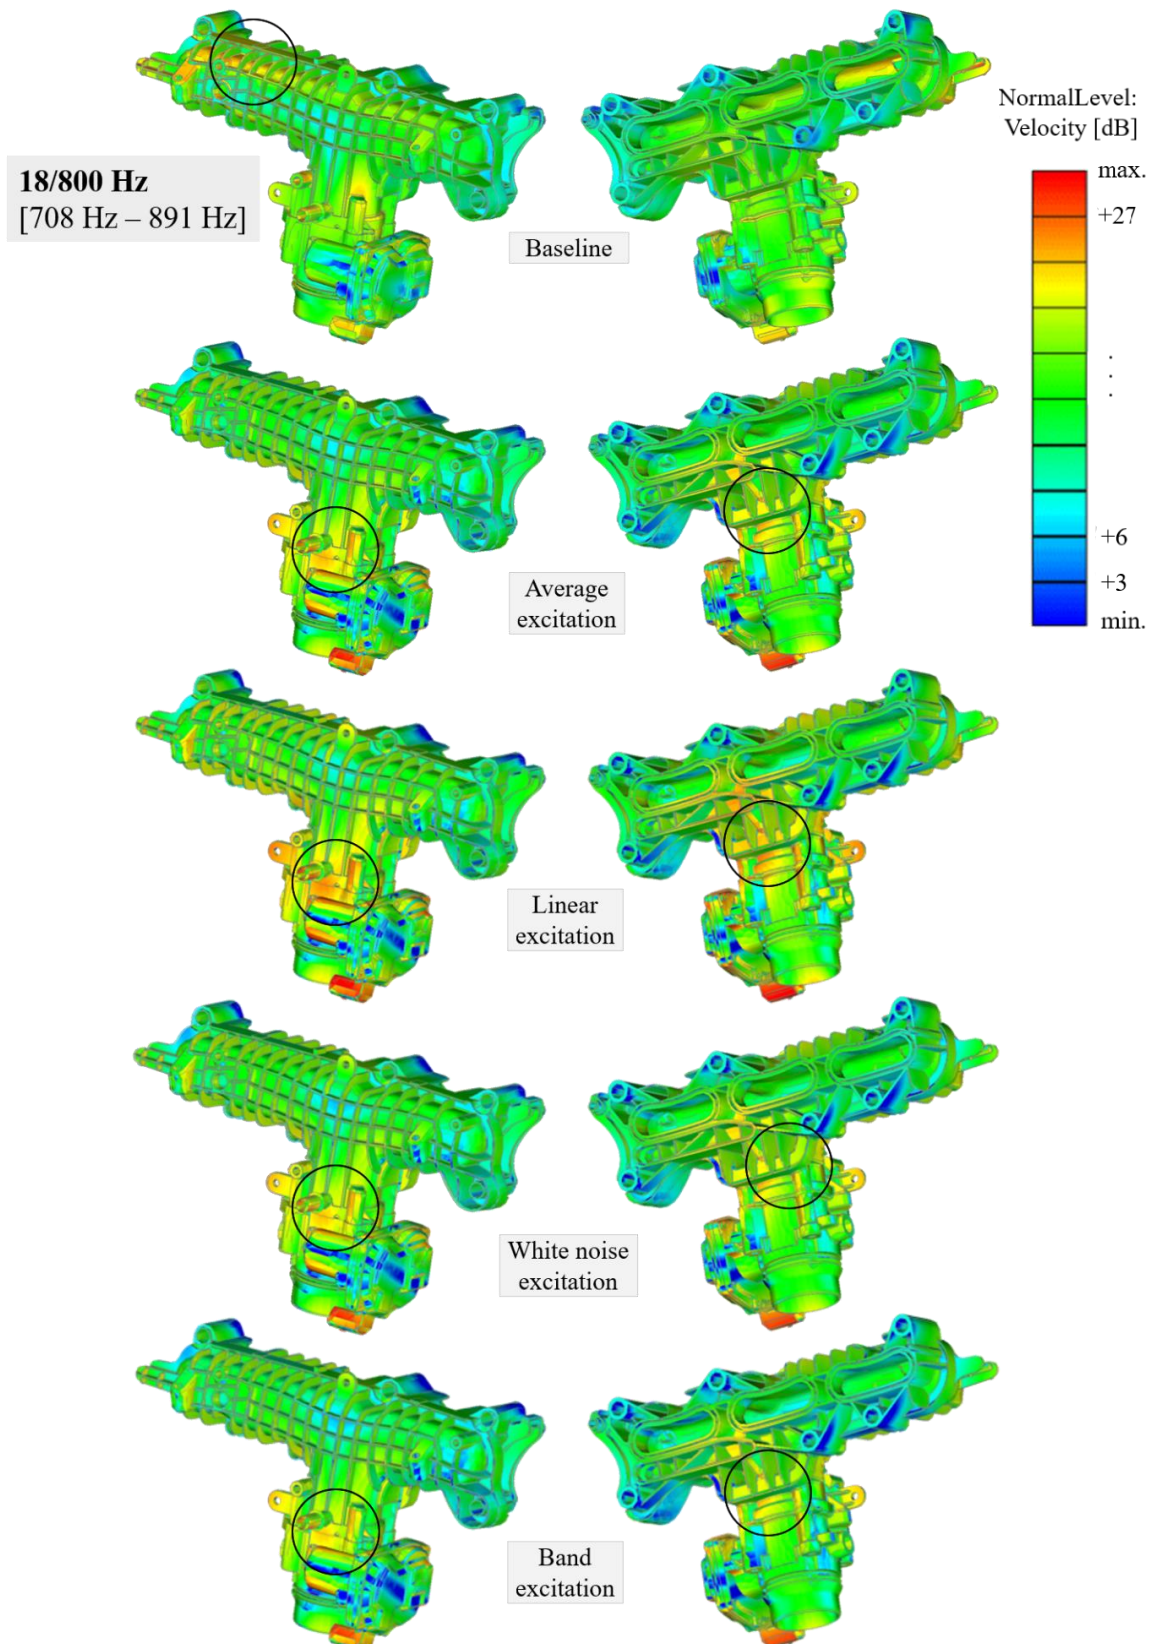 NormalLevel:
Velocity [dB]
max.
+27
.
.
.
+6
+3
min.
18/800 Hz
[708 Hz – 891 Hz]
Baseline
Average
excitation
Linear
excitation
White noise
excitation
Band
excitation